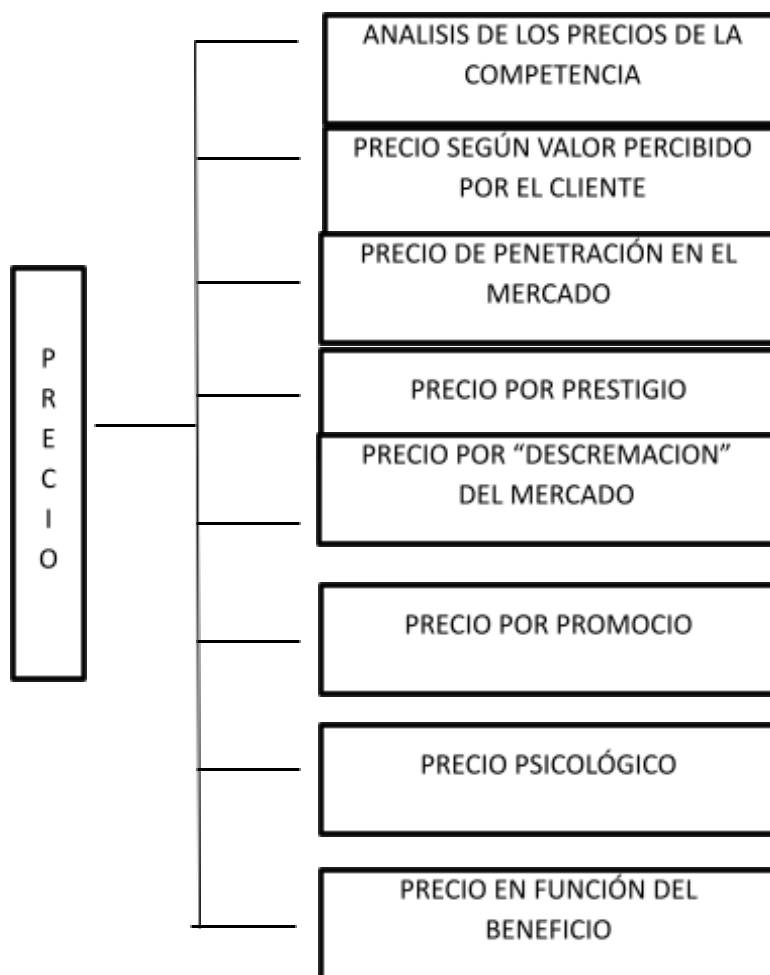 ANALISIS DE LOS PRECIOS DE LA
COMPETENCIA
PRECIO SEGÚN VALOR PERCIBIDO
POR EL CLIENTE
PRECIO DE PENETRACIÓN EN EL
MERCADO
PRECIO
PRECIO POR PRESTIGIO
PRECIO POR “DESCREMACION”
DEL MERCADO
PRECIO POR PROMOCIO
PRECIO PSICOLÓGICO
PRECIO EN FUNCIÓN DEL
BENEFICIO